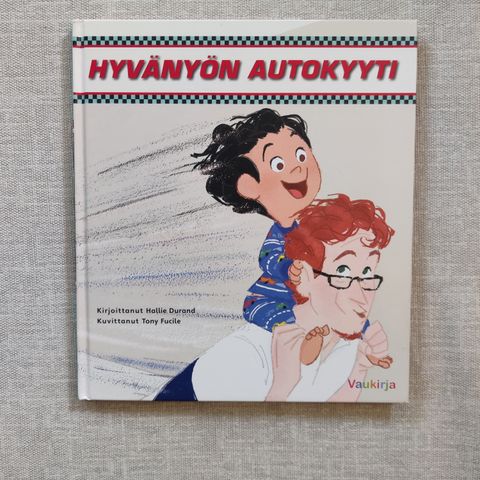 HYVÄNYÖN AUTOKYYTI
Kirjoittanut Hallie Durand
Kuvittanut Tony Fucile
Vaukirja